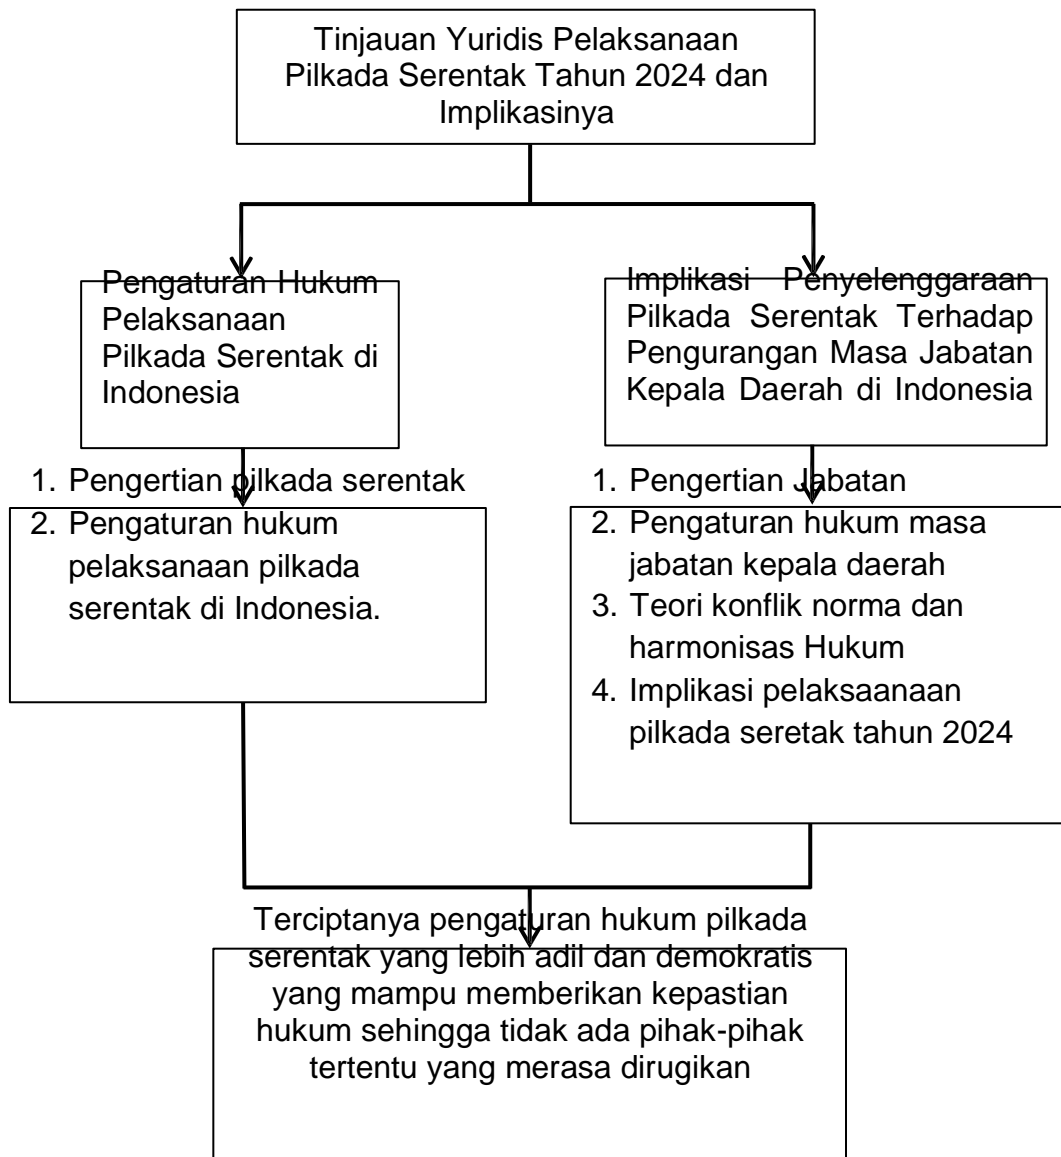 Tinjauan Yuridis Pelaksanaan
Pilkada Serentak Tahun 2024 dan
Implikasinya
Pengaturan Hukum
Pelaksanaan
Pilkada Serentak di
Indonesia
Implikasi Penyelenggaraan
Pilkada Serentak Terhadap
Pengurangan Masa Jabatan
Kepala Daerah di Indonesia
1. Pengertian pilkada serentak
2. Pengaturan hukum
pelaksanaan pilkada
serentak di Indonesia.
1. Pengertian Jabatan
2. Pengaturan hukum masa
jabatan kepala daerah
3. Teori konflik norma dan
harmonisas Hukum
4. Implikasi pelaksaanaan
pilkada seretak tahun 2024
Terciptanya pengaturan hukum pilkada
serentak yang lebih adil dan demokratis
yang mampu memberikan kepastian
hukum sehingga tidak ada pihak-pihak
tertentu yang merasa dirugikan